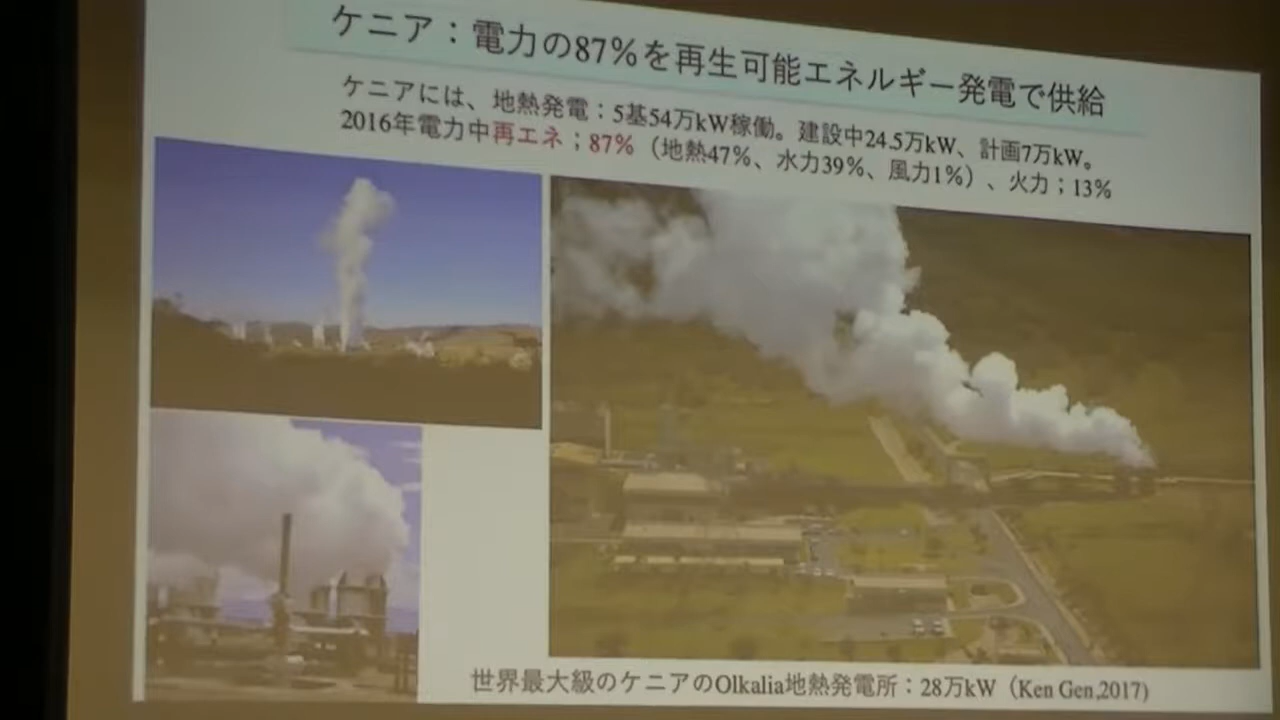 ケニア：電力の87%を再生可能エネルギー発電で供給
ケニアには、地熱発電：5基54万kW稼働。建設中24.5万kW、計画7万kW。
2016年電力中再エネ；87%（地熱47%、水力39%、風力1%）、火力；13%
世界最大級のケニアのOlkalia地熱発電所：28万kW（Ken Gen,2017)